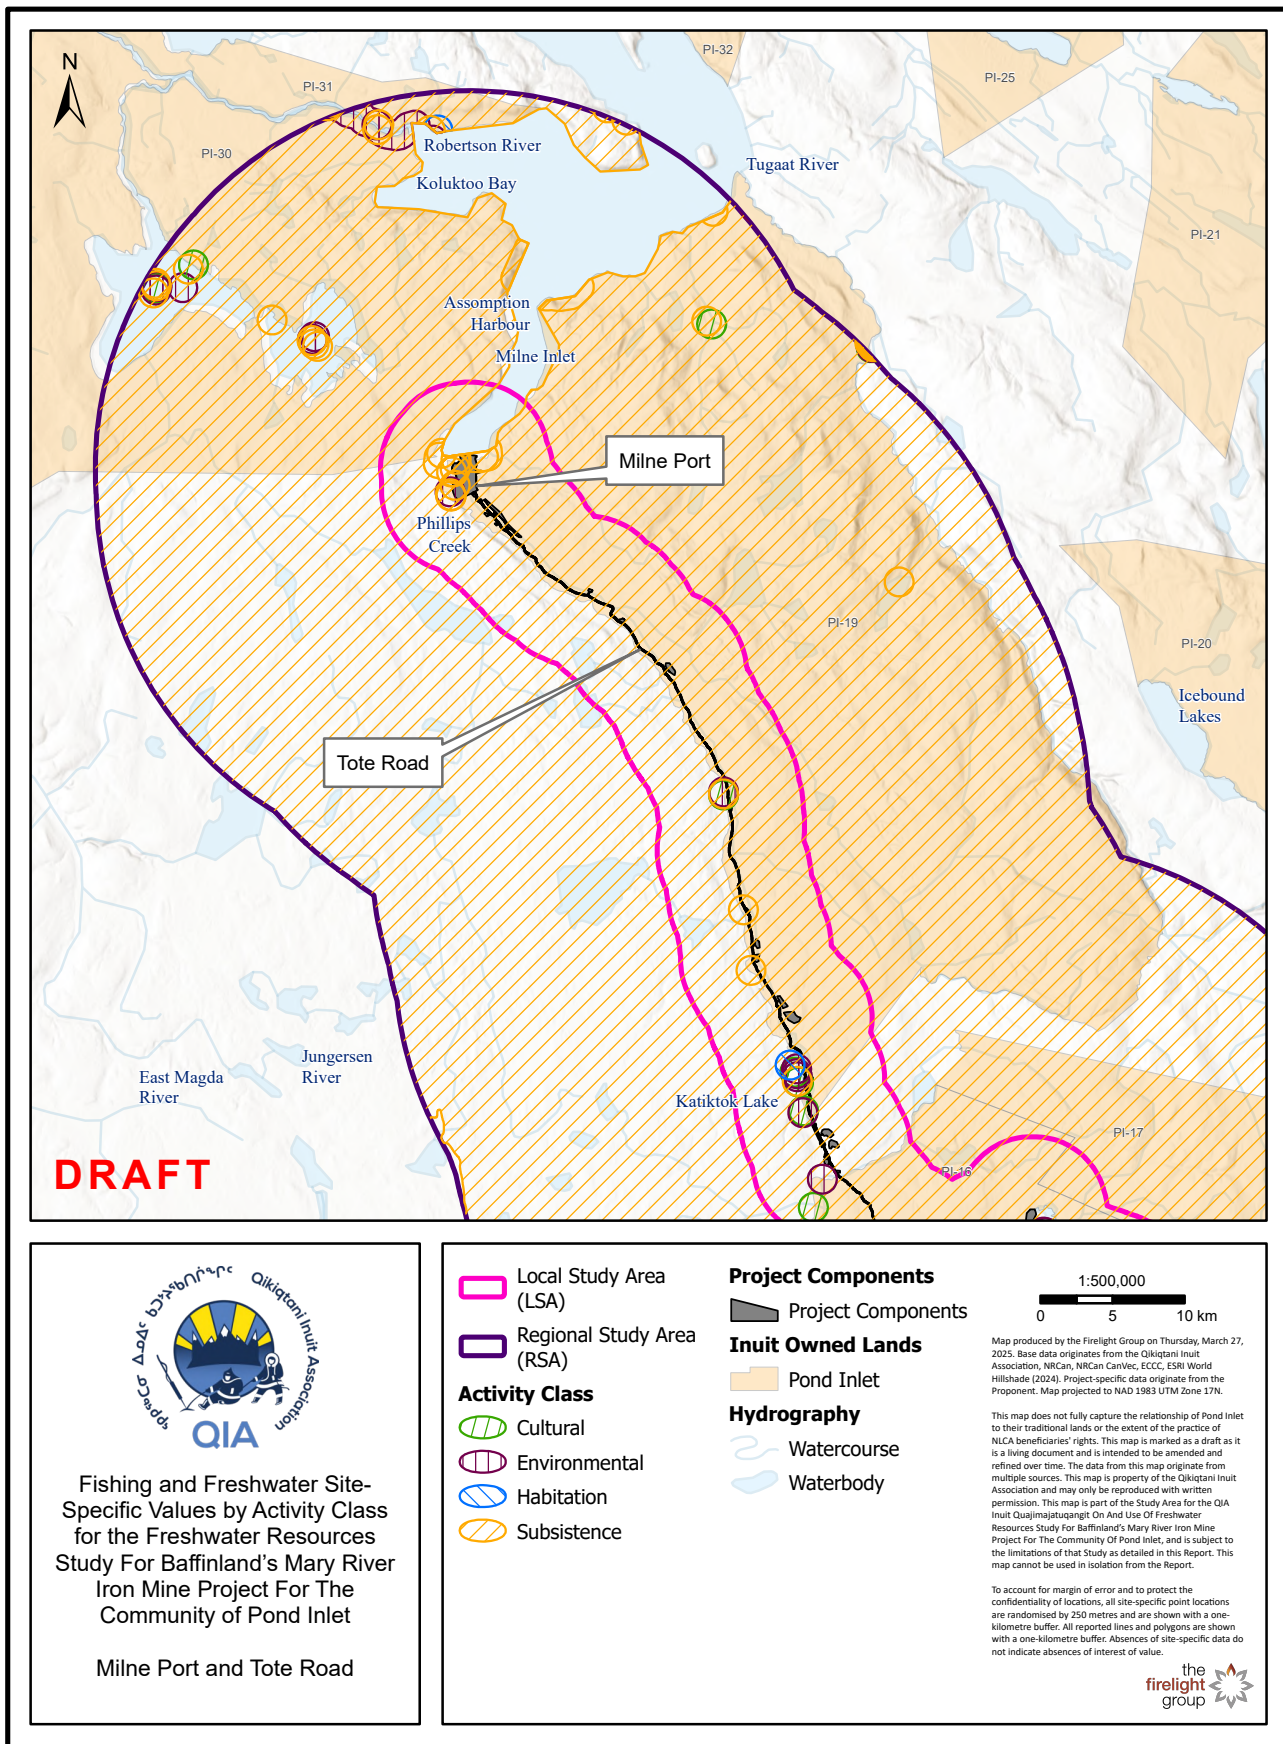 N
PI-32
PI-25
PI-31
PI-30
Robertson River
Koluktoo Bay
Tugaat River
PI-21
Assomption
Harbour
Milne Inlet
Milne Port
Phillips
Creek
PI-19
PI-20
Icebound
Lakes
Tote Road
Jungersen
River
East Magda
River
Katiktok Lake
PI-17
PI-16
DRAFT
Qikiqtani Inuit Association
QIA
Fishing and Freshwater Site-
Specific Values by Activity Class
for the Freshwater Resources
Study For Baffinland's Mary River
Iron Mine Project For The
Community of Pond Inlet
Milne Port and Tote Road
Local Study Area
(LSA)
Regional Study Area
(RSA)
Activity Class
Cultural
Environmental
Habitation
Subsistence
Project Components
Project Components
Inuit Owned Lands
Pond Inlet
Hydrography
Watercourse
Waterbody
1:500,000
0 5 10 km
Map produced by the Firelight Group on Thursday, March 27,
2025. Base data originates from the Qikiqtani Inuit
Association, NRCan, NRCan CanVec, ECCC, ESRI World
Hillshade (2024). Project-specific data originate from the
Proponent. Map projected to NAD 1983 UTM Zone 17N.
This map does not fully capture the relationship of Pond Inlet
to their traditional lands or the extent of the practice of
NLCA beneficiaries' rights. This map is marked as a draft as it
is a living document and is intended to be amended and
refined over time. The data from this map originate from
multiple sources. This map is property of the Qikiqtani Inuit
Association and may only be reproduced with written
permission. This map is part of the Study Area for the QIA
Inuit Quajimajatuqangit On And Use Of Freshwater
Resources Study For Baffinland's Mary River Iron Mine
Project For The Community Of Pond Inlet, and is subject to
the limitations of that Study as detailed in this Report. This
map cannot be used in isolation from the Report.
To account for margin of error and to protect the
confidentiality of locations, all site-specific point locations
are randomised by 250 metres and are shown with a one-
kilometre buffer. All reported lines and polygons are shown
with a one-kilometre buffer. Absences of site-specific data do
not indicate absences of interest of value.
the
firelight
group